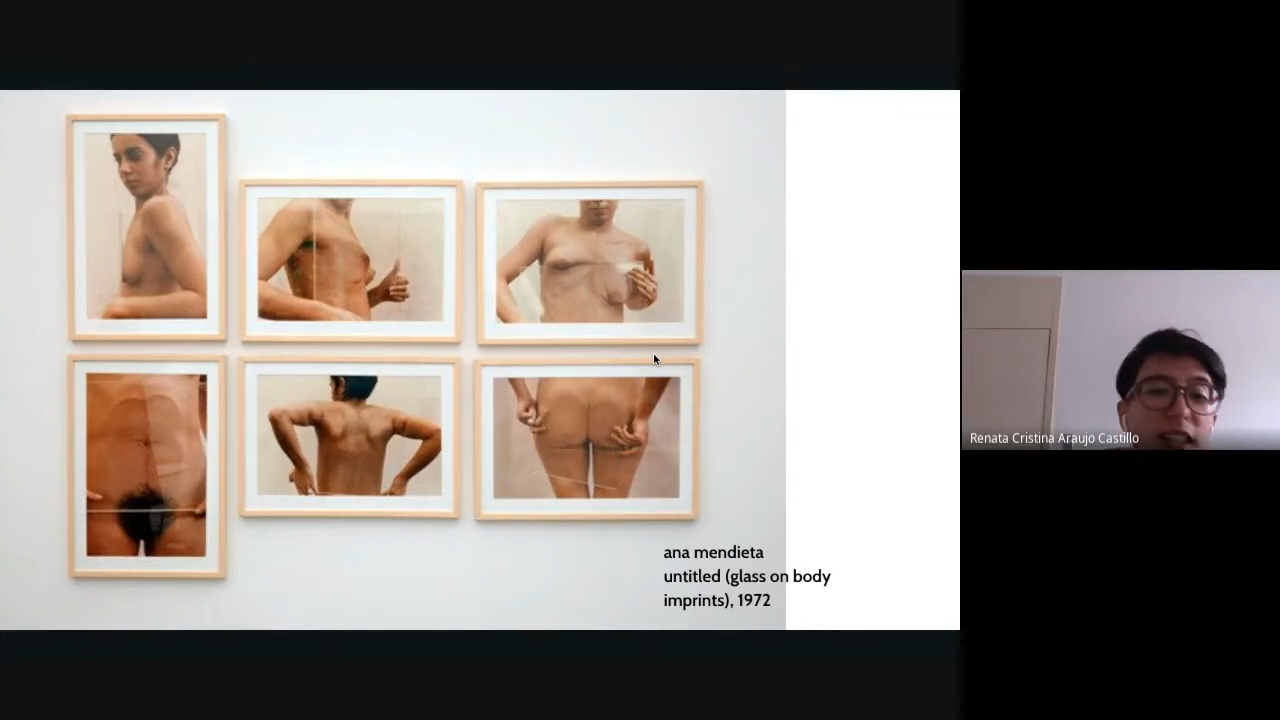 ana mendieta
untitled (glass on body
imprints), 1972
Renata Cristina Araujo Castillo